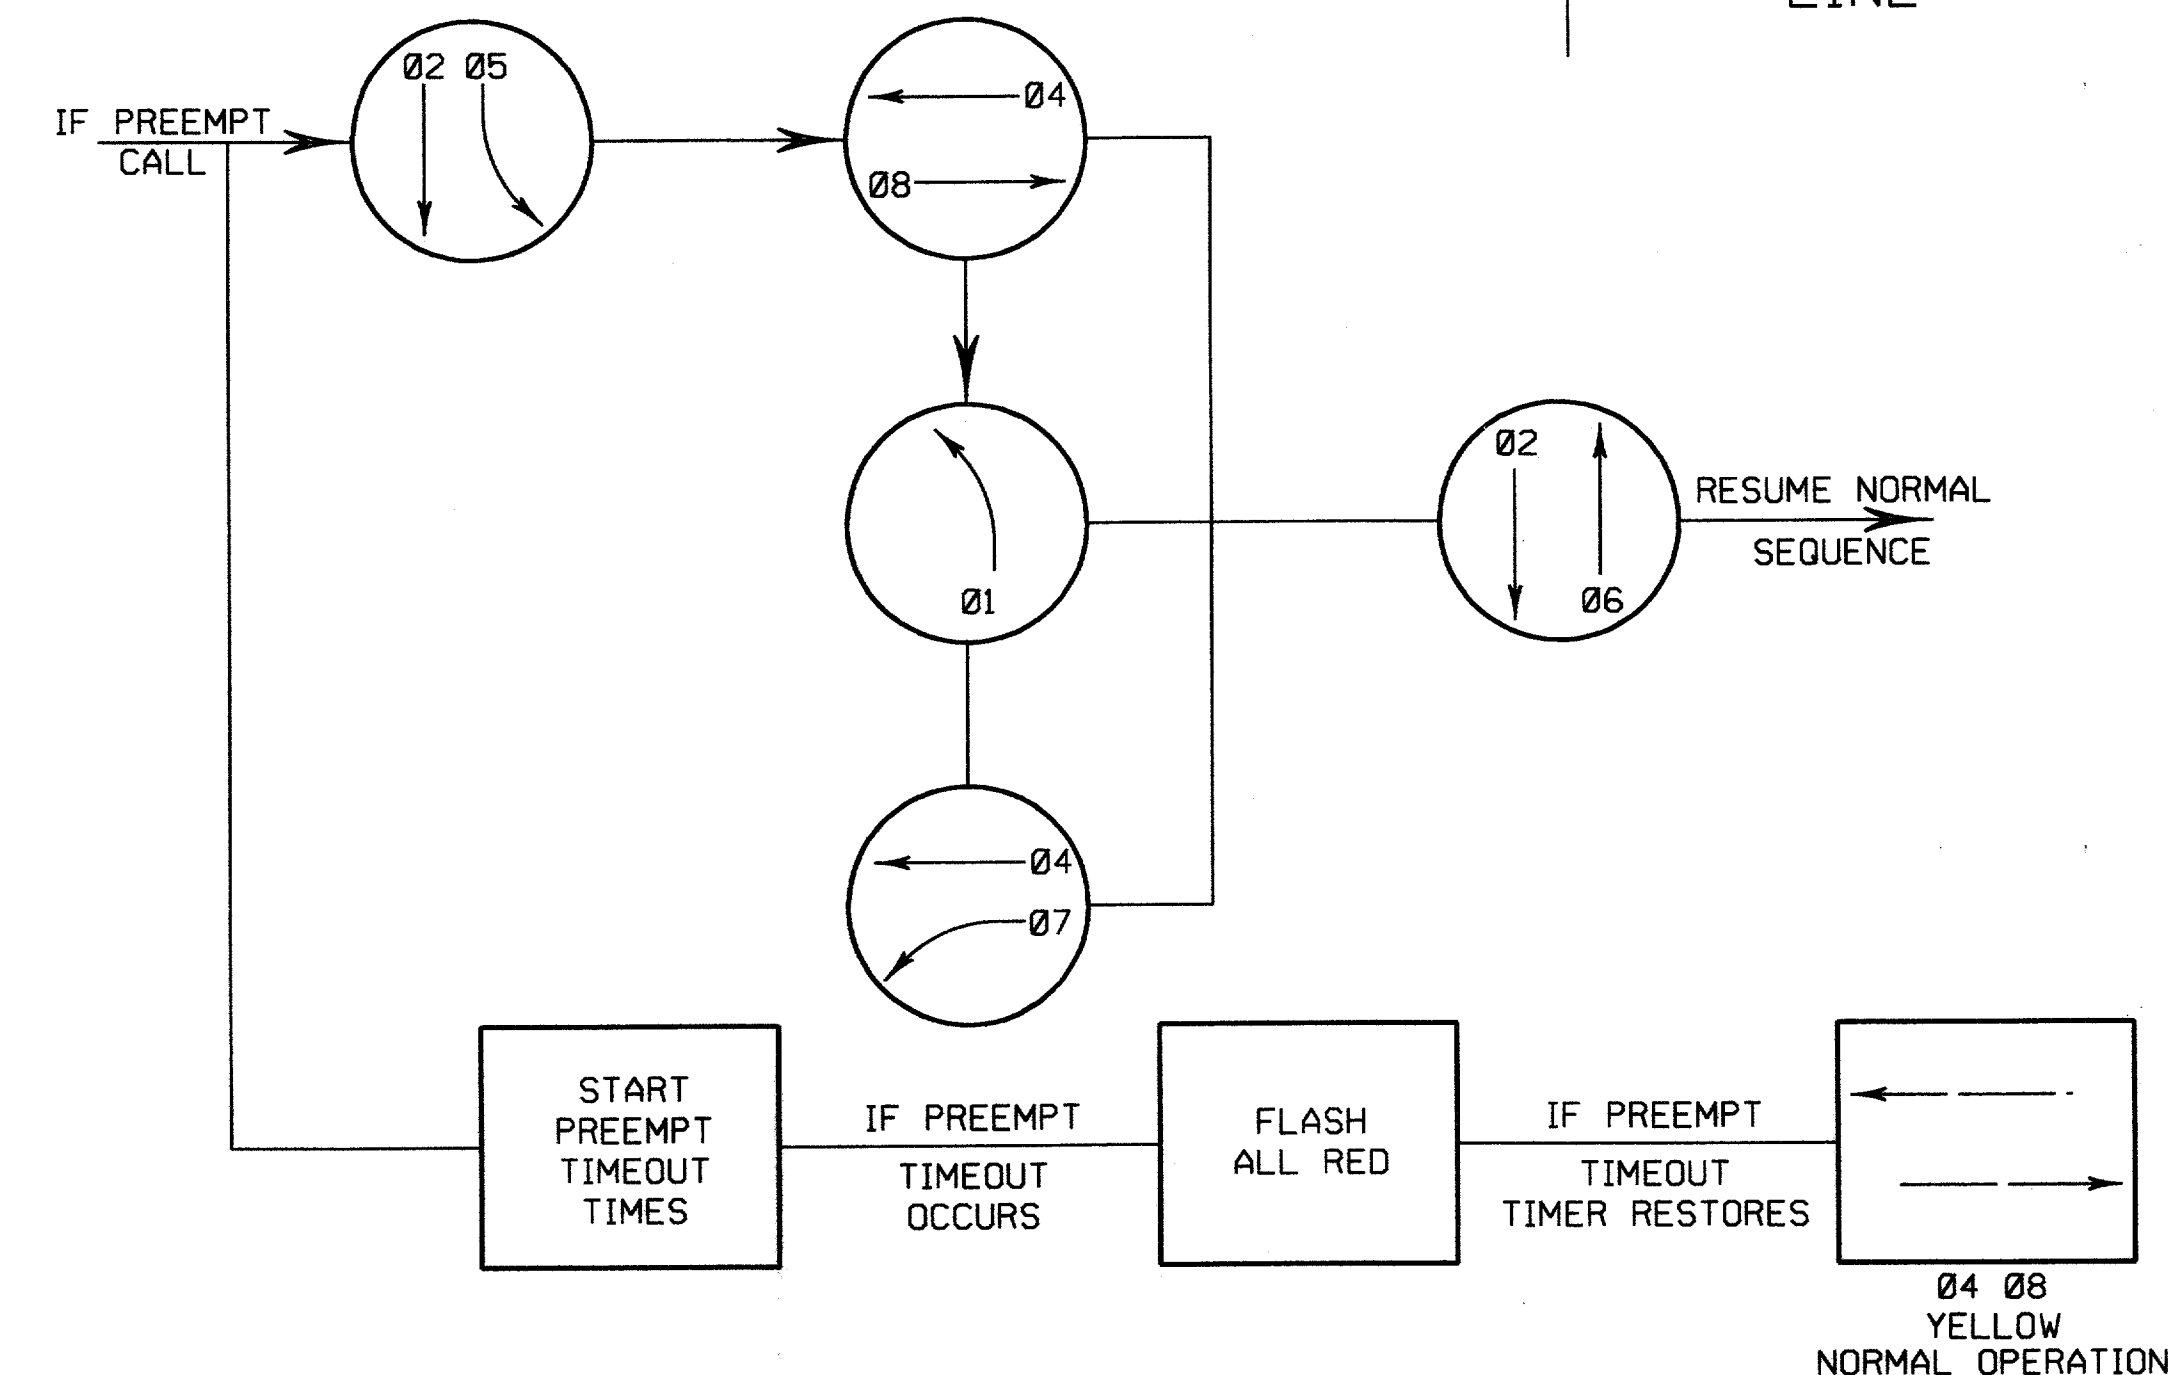 LINE
Ø2 Ø5
Ø4
Ø8
IF PREEMPT
CALL
Ø1
Ø2
Ø6
RESUME NORMAL
SEQUENCE
Ø4
Ø7
START
PREEMPT
TIMEOUT
TIMES
IF PREEMPT
TIMEOUT
OCCURS
FLASH
ALL RED
IF PREEMPT
TIMEOUT
TIMER RESTORES
Ø4 Ø8
YELLOW
NORMAL OPERATION